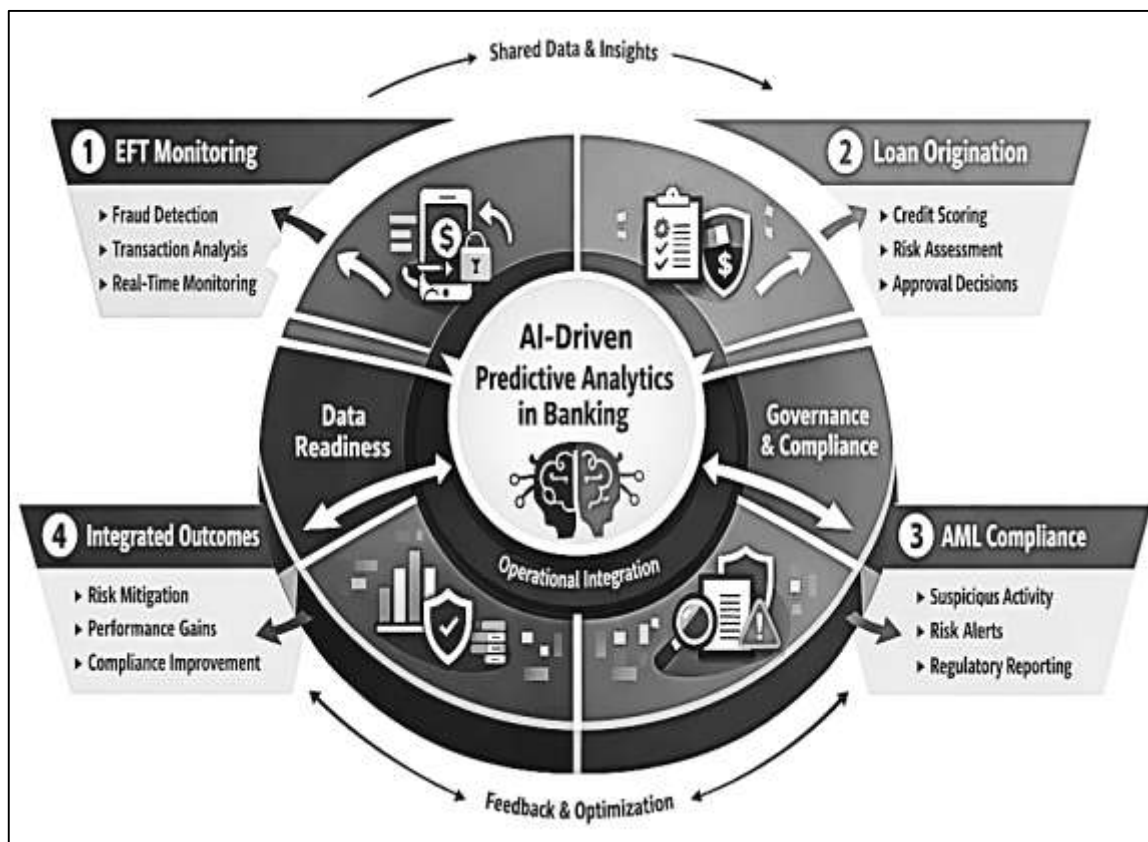 Shared Data & Insights
1 EFT Monitoring
▸ Fraud Detection
▸ Transaction Analysis
▸ Real-Time Monitoring
2 Loan Origination
▸ Credit Scoring
▸ Risk Assessment
▸ Approval Decisions
$
$
AI-Driven
Predictive Analytics
in Banking
Data
Readiness
Governance
& Compliance
Operational Integration
4 Integrated Outcomes
▸ Risk Mitigation
▸ Performance Gains
▸ Compliance Improvement
3 AML Compliance
▸ Suspicious Activity
▸ Risk Alerts
▸ Regulatory Reporting
!
Feedback & Optimization